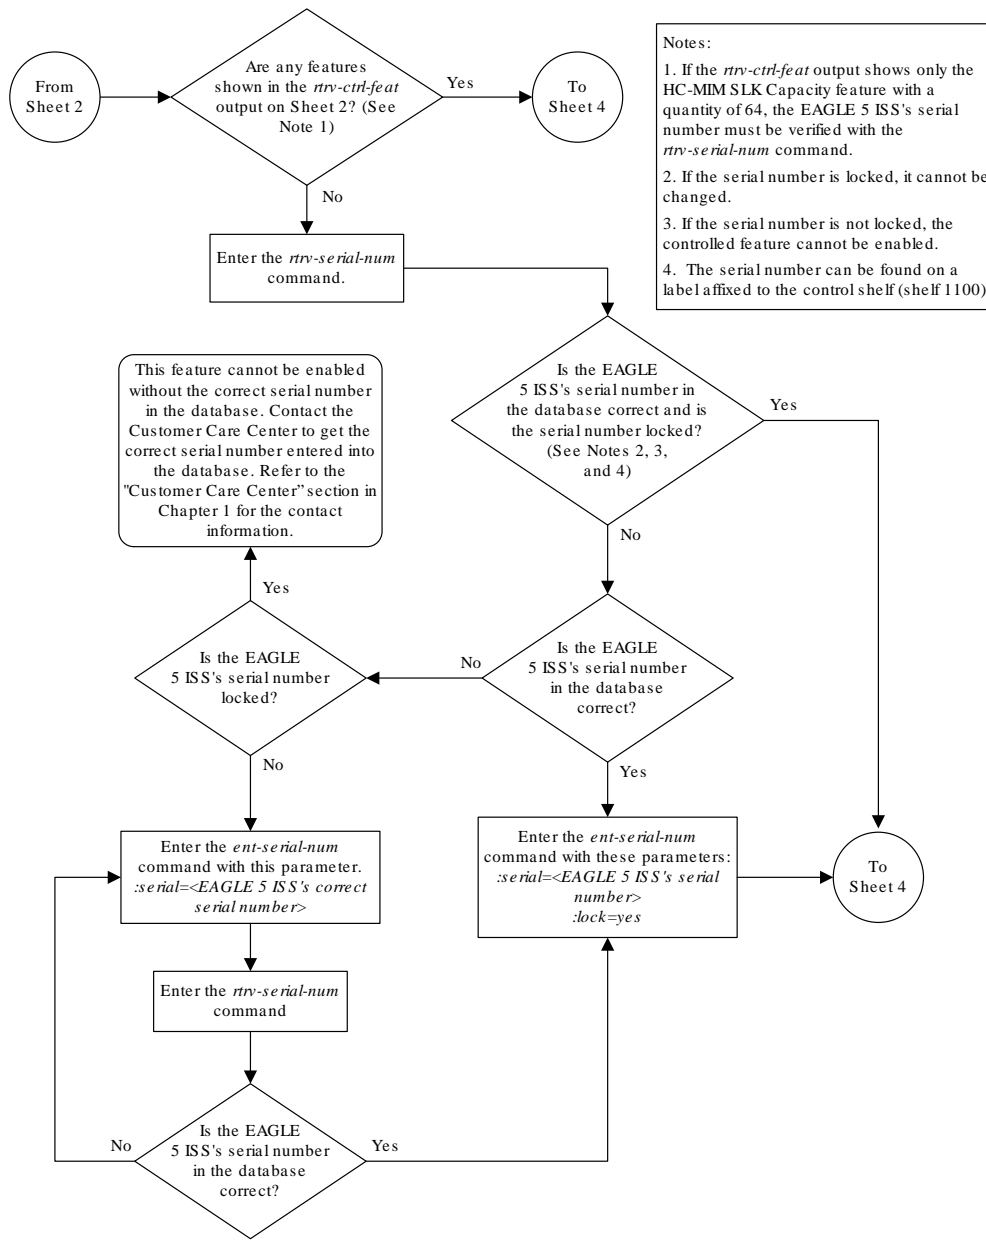 From
Sheet 2
Are any features
shown in the rtrv-ctrl-feat
output on Sheet 2? (See
Note 1)
Yes
To
Sheet 4
No
Notes:
1. If the rtrv-ctrl-feat output shows only the
HC-MIM SLK Capacity feature with a
quantity of 64, the EAGLE 5 ISS's serial
number must be verified with the
rtrv-serial-num command.
2. If the serial number is locked, it cannot be
changed.
3. If the serial number is not locked, the
controlled feature cannot be enabled.
4. The serial number can be found on a
label affixed to the control shelf (shelf 1100)
Enter the rtrv-serial-num
command.
Is the EAGLE
5 ISS's serial number in
the database correct and is
the serial number locked?
(See Notes 2, 3,
and 4)
Yes
No
This feature cannot be enabled
without the correct serial number
in the database. Contact the
Customer Care Center to get the
correct serial number entered into
the database. Refer to the
"Customer Care Center” section in
Chapter 1 for the contact
information.
Yes
Is the EAGLE
5 ISS's serial number
locked?
No
No
Is the EAGLE
5 ISS's serial number
in the database
correct?
Yes
Enter the ent-serial-num
command with this parameter.
:serial=<EAGLE 5 ISS's correct
serial number>
Enter the ent-serial-num
command with these parameters:
:serial=<EAGLE 5 ISS's serial
number>
:lock=yes
To
Sheet 4
Enter the rtrv-serial-num
command
Is the EAGLE
5 ISS's serial number
in the database
correct?
No
Yes